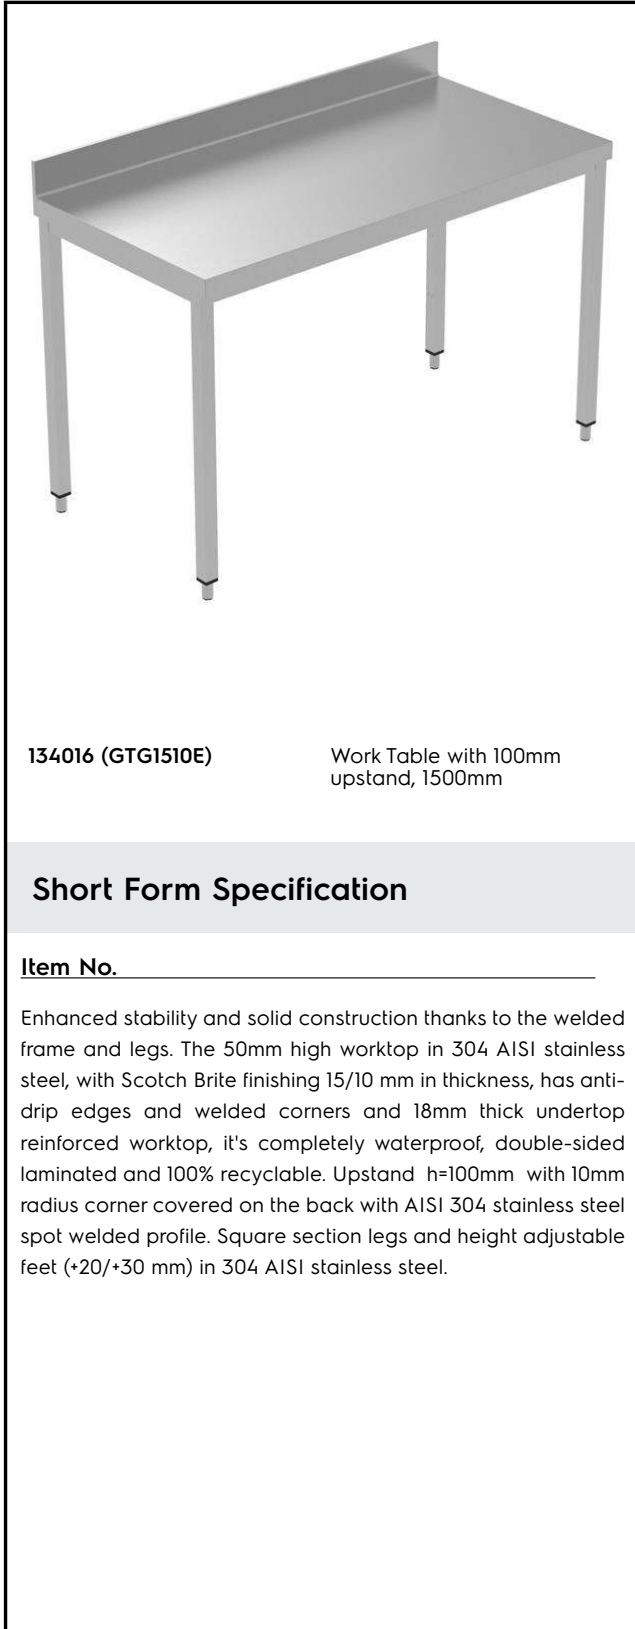 134016 (GTG1510E)
Work Table with 100mm
upstand, 1500mm
Short Form Specification
Item No.
Enhanced stability and solid construction thanks to the welded
frame and legs. The 50mm high worktop in 304 AISI stainless
steel, with Scotch Brite finishing 15/10 mm in thickness, has anti-
drip edges and welded corners and 18mm thick undertop
reinforced worktop, it's completely waterproof, double-sided
laminated and 100% recyclable. Upstand h=100mm with 10mm
radius corner covered on the back with AISI 304 stainless steel
spot welded profile. Square section legs and height adjustable
feet (+20/+30 mm) in 304 AISI stainless steel.